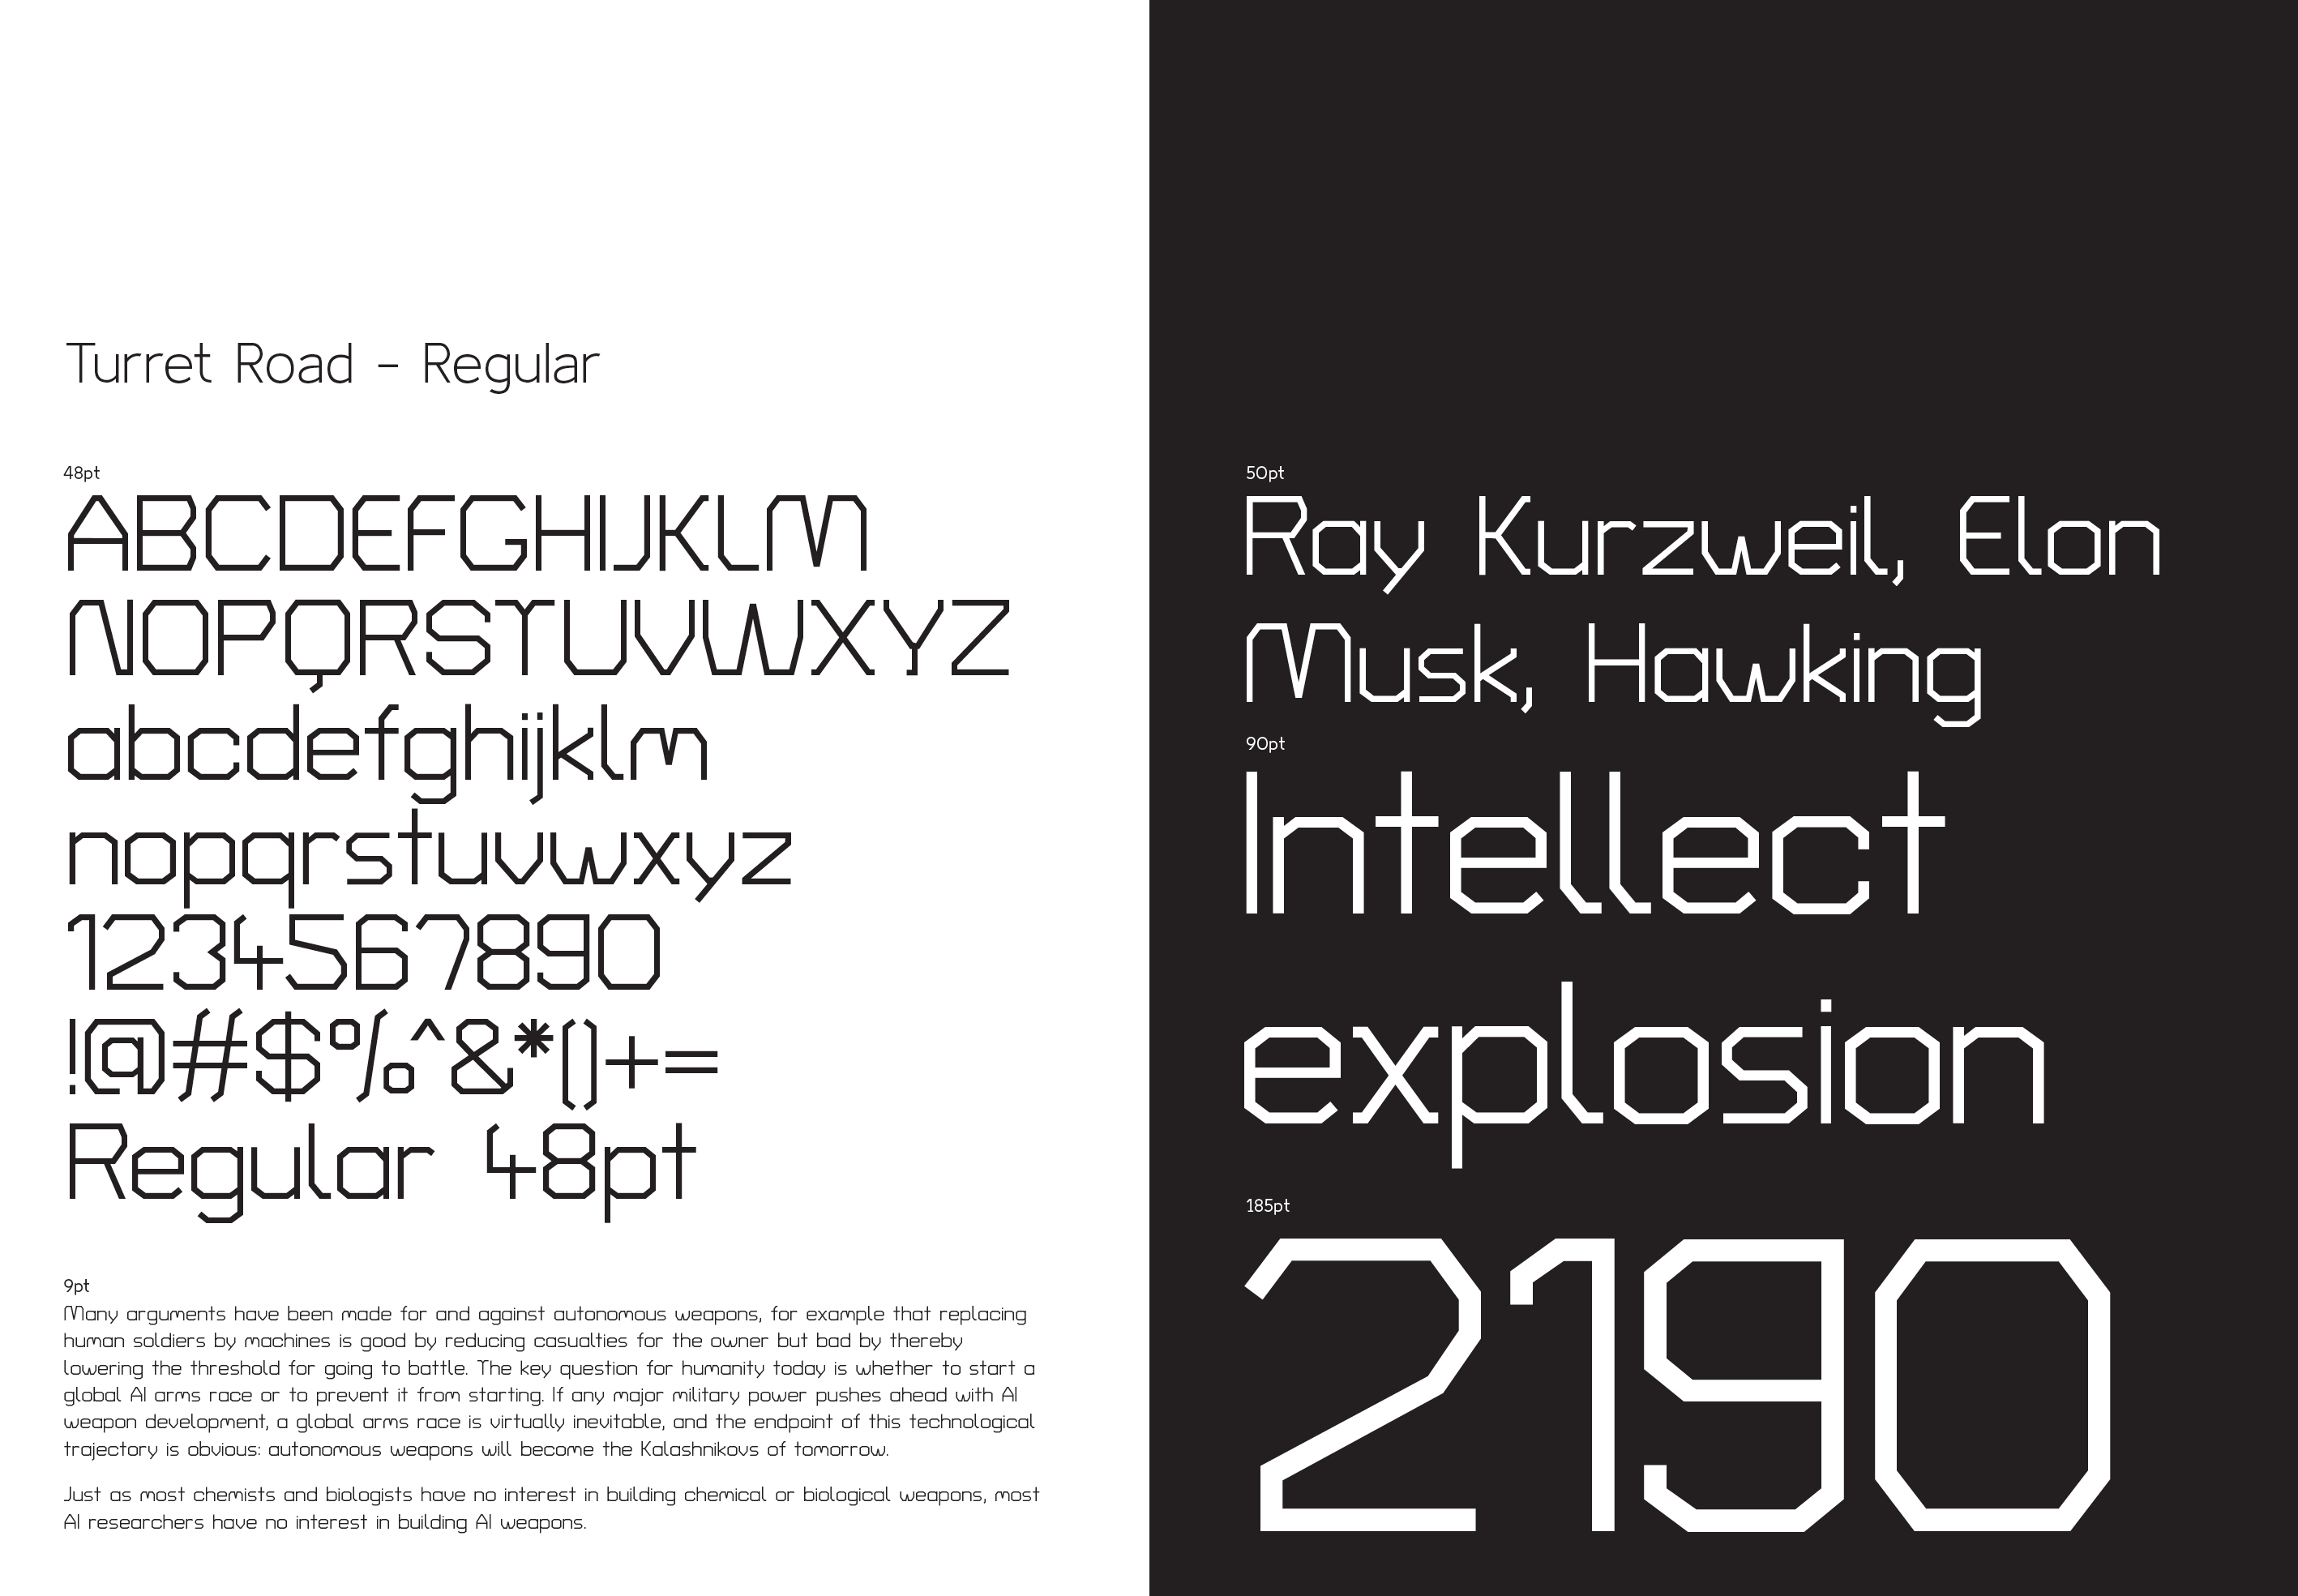 Turret Road - Regular
48pt
ABCDEFGHIJKLM
NOPQRSTUVWXYZ
abcdefghijklm
nopqrstuvwxyz
1234567890
!@#$%^&*()+=
Regular 48pt
9pt
Many arguments have been made for and against autonomous weapons, for example that replacing
human soldiers by machines is good by reducing casualties for the owner but bad by thereby
lowering the threshold for going to battle. The key question for humanity today is whether to start a
global AI arms race or to prevent it from starting. If any major military power pushes ahead with AI
weapon development, a global arms race is virtually inevitable, and the endpoint of this technological
trajectory is obvious: autonomous weapons will become the Kalashnikovs of tomorrow.
Just as most chemists and biologists have no interest in building chemical or biological weapons, most
AI researchers have no interest in building AI weapons.
50pt
Ray Kurzweil, Elon
Musk, Hawking
90pt
Intellect
explosion
185pt
2190